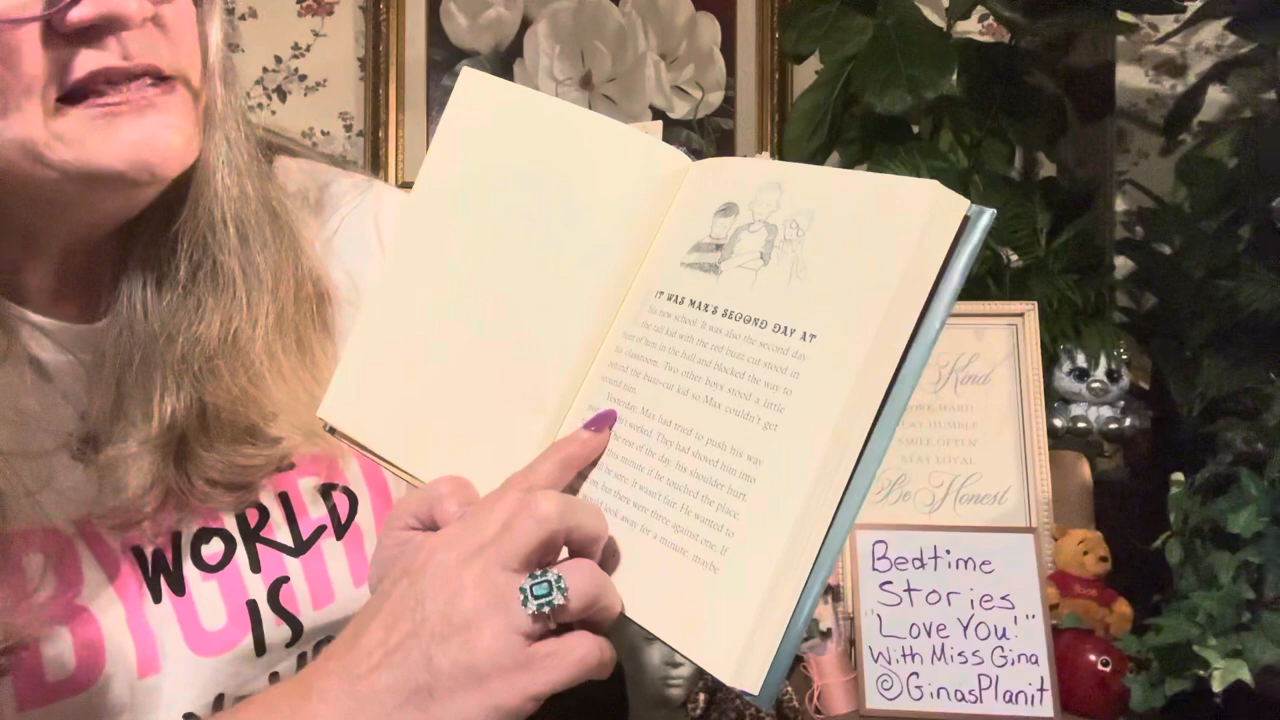 IT WAS MAX'S SECOND DAY AT
his new school. It was also the second day
the tall kid with the red buzz cut stood in
front of him in the hall and blocked the way to
his classroom. Two other boys stood a little
behind the buzz-cut kid so Max couldn't get
around him.
Yesterday, Max had tried to push his way
worked. They had shoved him into
the rest of the day, his shoulder hurt.
this minute if he touched the place,
be sore. It wasn't fair. He wanted to
on, but there were three against one. If
would look away for a minute, maybe
Kind
WORK HARD
STAY HUMBLE
SMILE OFTEN
STAY LOYAL
Be Honest
Bedtime
Stories
"Love You!"
With Miss Gina
@GinasPlanit
WORLD
IS